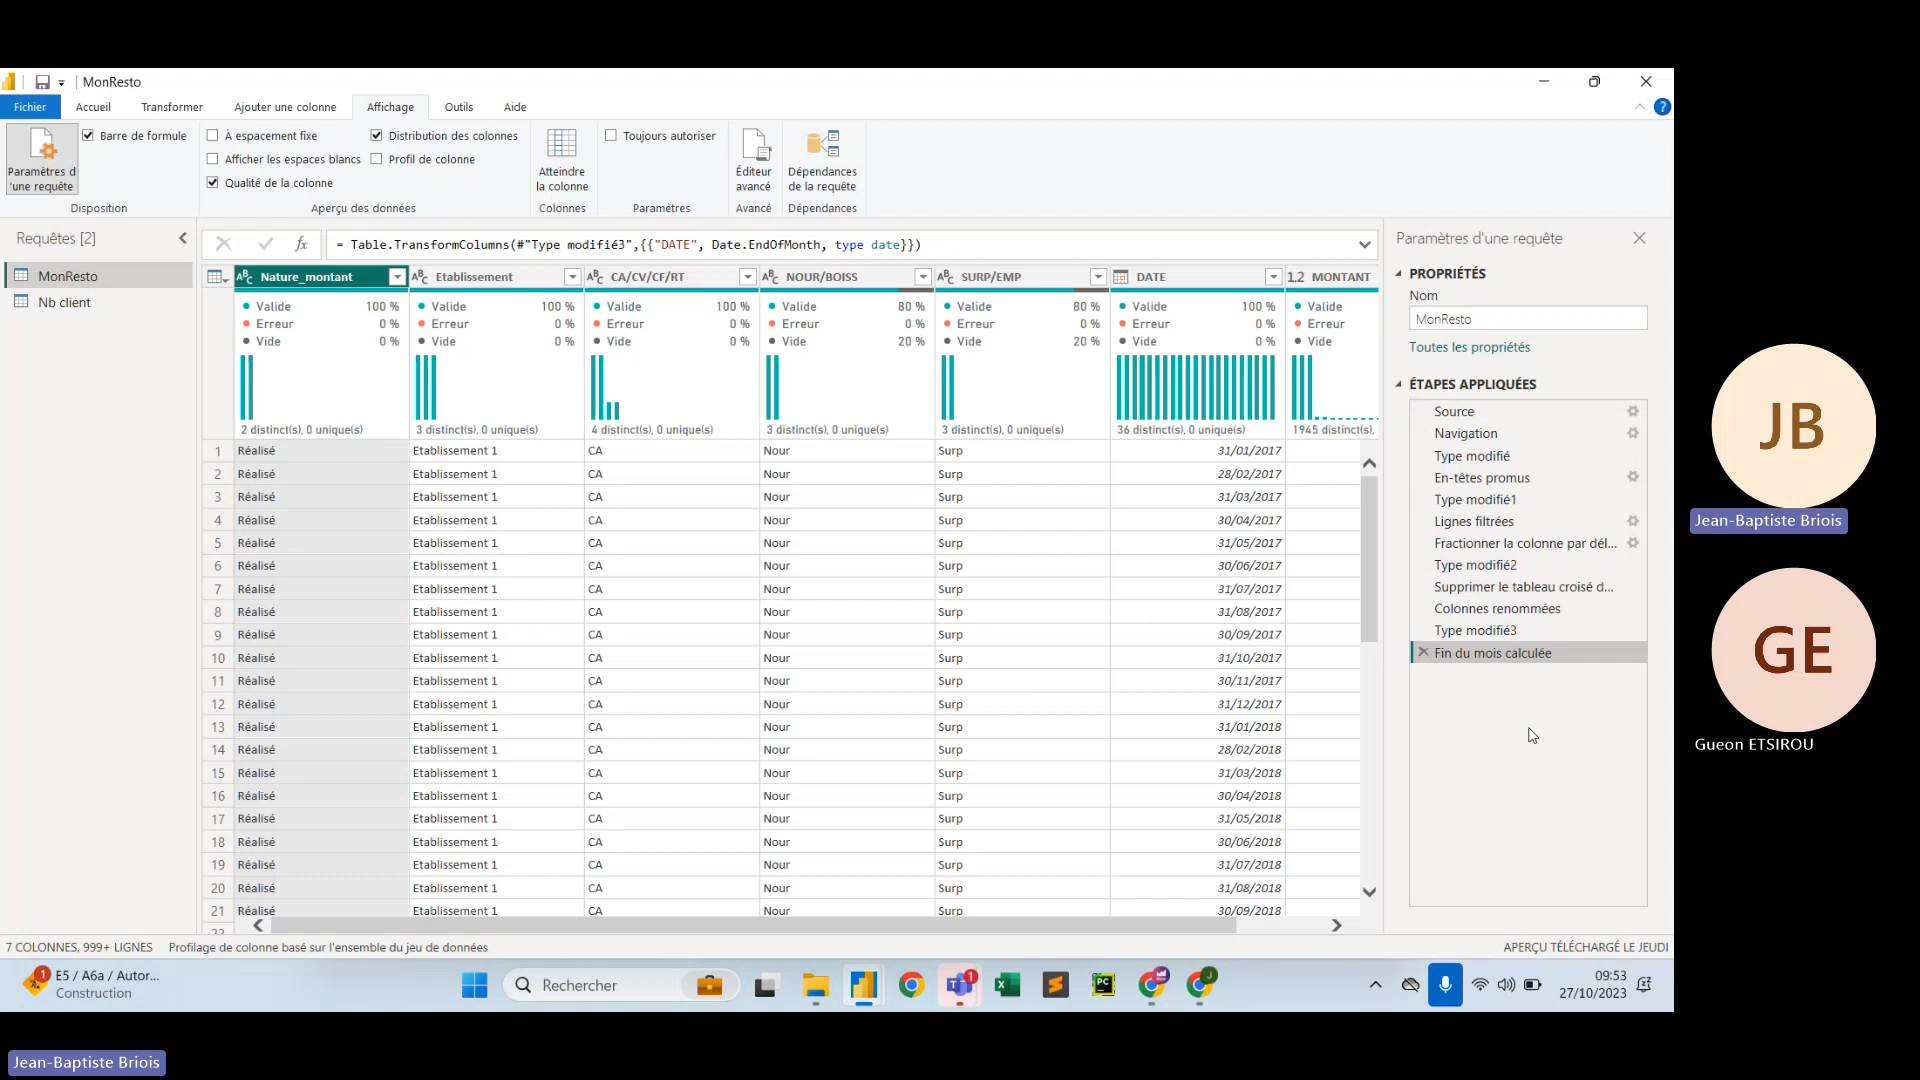 MonResto
Fichier Accueil Transformer Ajouter une colonne Affichage Outils Aide
Barre de formule À espacement fixe Distribution des colonnes Toujours autoriser
Afficher les espaces blancs Profil de colonne
Paramètres d'une requête Qualité de la colonne Atteindre la colonne Éditeur avancé Dépendances de la requête
Disposition Aperçu des données Colonnes Paramètres Avancé Dépendances
Requêtes [2]
MonResto
Nb client
fx = Table.TransformColumns(#"Type modifié3",{{"DATE", Date.EndOfMonth, type date}})
ABC Nature_montant ABC Etablissement ABC CA/CV/CF/RT ABC NOUR/BOISS ABC SURP/EMP DATE 1.2 MONTANT
Valide 100 % Valide 100 % Valide 100 % Valide 80 % Valide 80 % Valide 100 % Valide
Erreur 0 % Erreur 0 % Erreur 0 % Erreur 0 % Erreur 0 % Erreur 0 % Erreur
Vide 0 % Vide 0 % Vide 0 % Vide 20 % Vide 20 % Vide 0 % Vide
2 distinct(s), 0 unique(s) 3 distinct(s), 0 unique(s) 4 distinct(s), 0 unique(s) 3 distinct(s), 0 unique(s) 3 distinct(s), 0 unique(s) 36 distinct(s), 0 unique(s) 1945 distinct(s),
1 Réalisé Etablissement 1 CA Nour Surp 31/01/2017
2 Réalisé Etablissement 1 CA Nour Surp 28/02/2017
3 Réalisé Etablissement 1 CA Nour Surp 31/03/2017
4 Réalisé Etablissement 1 CA Nour Surp 30/04/2017
5 Réalisé Etablissement 1 CA Nour Surp 31/05/2017
6 Réalisé Etablissement 1 CA Nour Surp 30/06/2017
7 Réalisé Etablissement 1 CA Nour Surp 31/07/2017
8 Réalisé Etablissement 1 CA Nour Surp 31/08/2017
9 Réalisé Etablissement 1 CA Nour Surp 30/09/2017
10 Réalisé Etablissement 1 CA Nour Surp 31/10/2017
11 Réalisé Etablissement 1 CA Nour Surp 30/11/2017
12 Réalisé Etablissement 1 CA Nour Surp 31/12/2017
13 Réalisé Etablissement 1 CA Nour Surp 31/01/2018
14 Réalisé Etablissement 1 CA Nour Surp 28/02/2018
15 Réalisé Etablissement 1 CA Nour Surp 31/03/2018
16 Réalisé Etablissement 1 CA Nour Surp 30/04/2018
17 Réalisé Etablissement 1 CA Nour Surp 31/05/2018
18 Réalisé Etablissement 1 CA Nour Surp 30/06/2018
19 Réalisé Etablissement 1 CA Nour Surp 31/07/2018
20 Réalisé Etablissement 1 CA Nour Surp 31/08/2018
21 Réalisé Etablissement 1 CA Nour Surp 30/09/2018
22
Paramètres d'une requête
PROPRIÉTÉS
Nom
MonResto
Toutes les propriétés
ÉTAPES APPLIQUÉES
Source
Navigation
Type modifié
En-têtes promus
Type modifié1
Lignes filtrées
Fractionner la colonne par dél...
Type modifié2
Supprimer le tableau croisé d...
Colonnes renommées
Type modifié3
Fin du mois calculée
7 COLONNES, 999+ LIGNES Profilage de colonne basé sur l'ensemble du jeu de données APERÇU TÉLÉCHARGÉ LE JEUDI
1 E5 / A6a / Autor...
Construction
Rechercher
1
PC
J
09:53
27/10/2023
JB
Jean-Baptiste Briois
GE
Gueon ETSIROU
Jean-Baptiste Briois